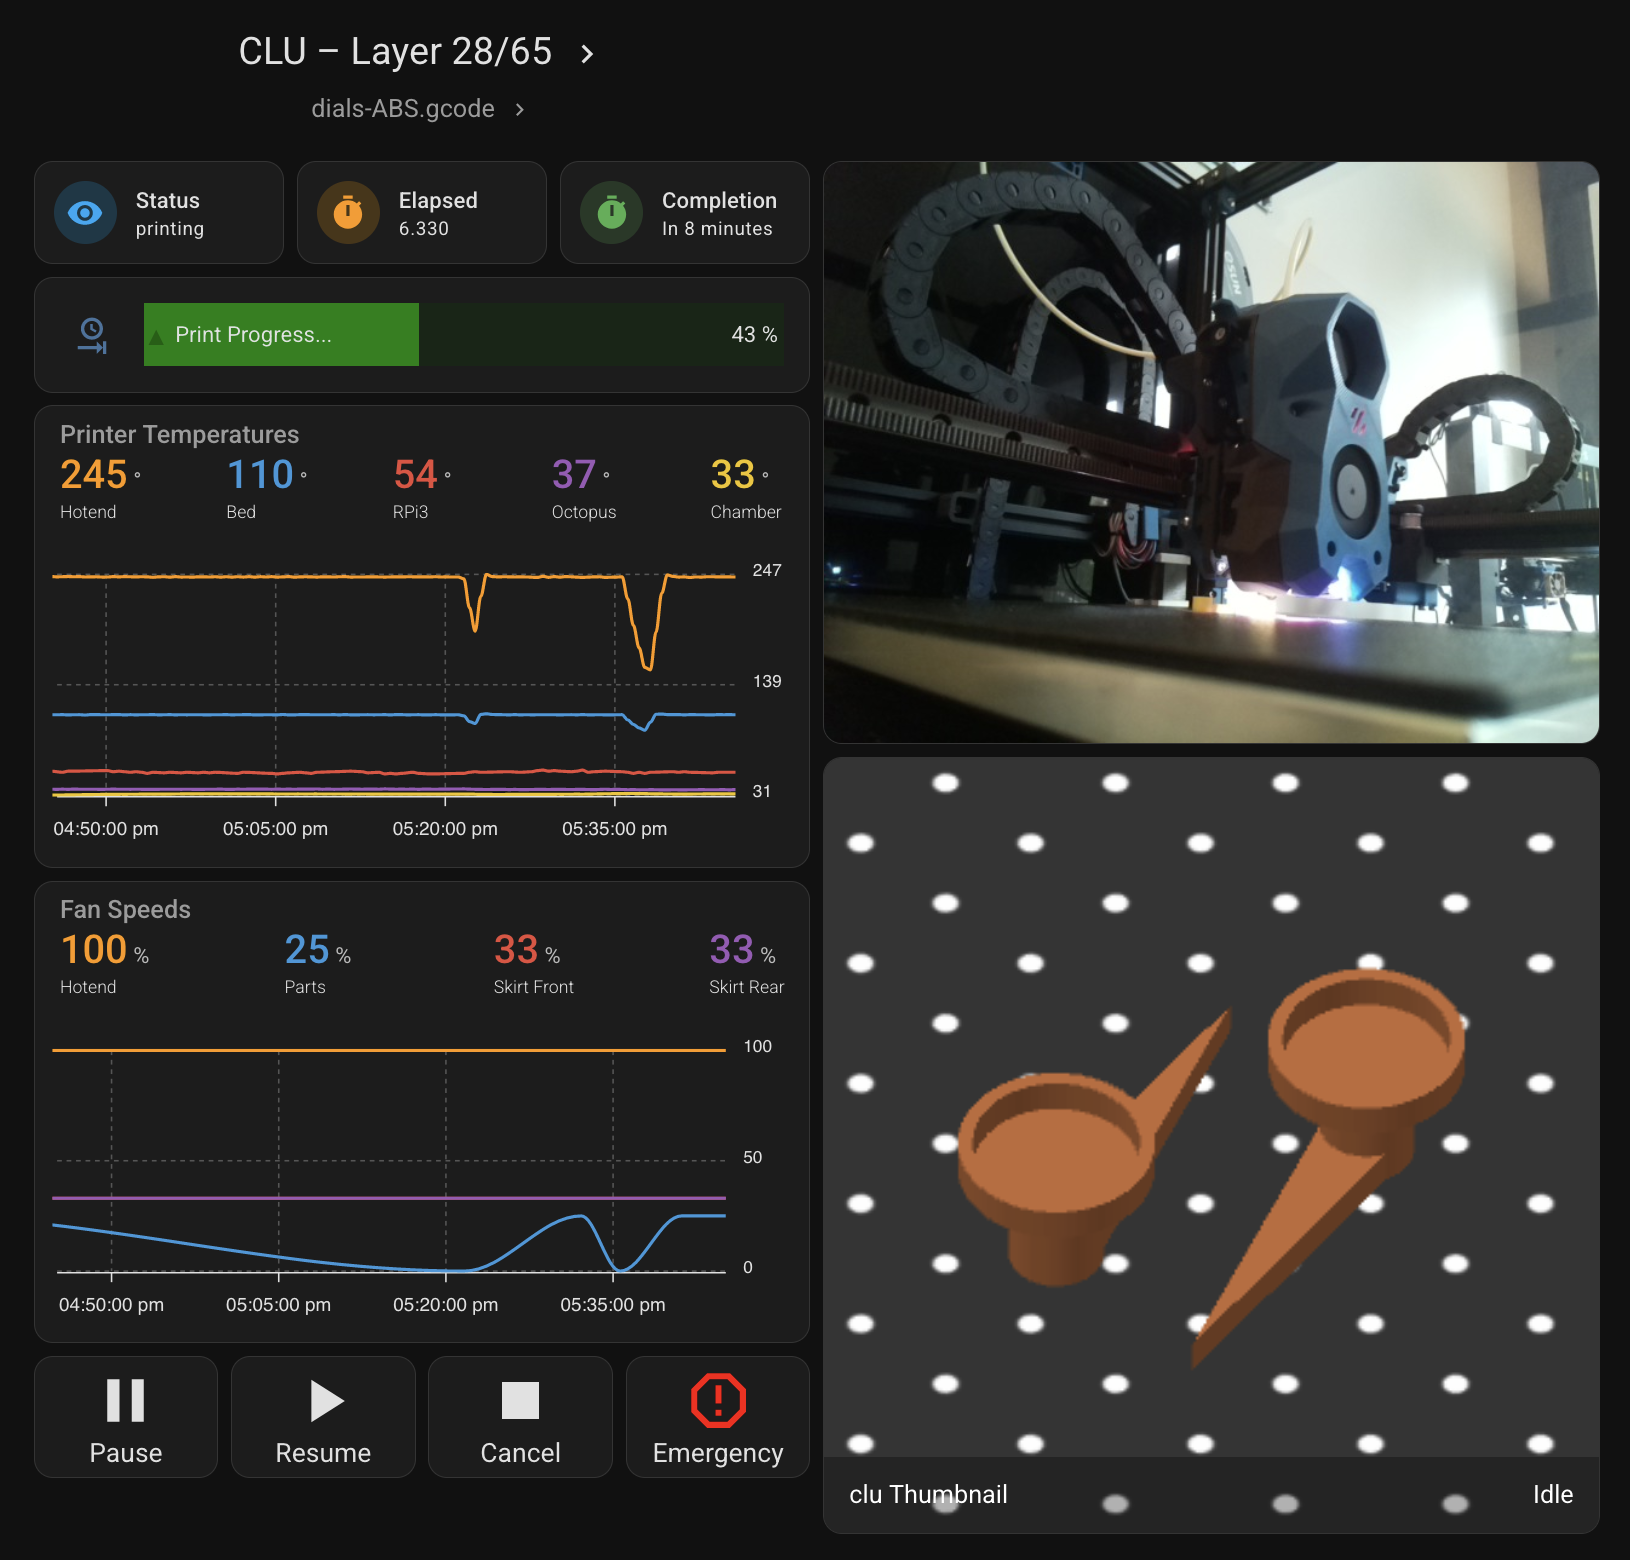 CLU – Layer 28/65
dials-ABS.gcode
Status
printing
Elapsed
6.330
Completion
In 8 minutes
Print Progress...
43 %
Printer Temperatures
245 °
Hotend
110 °
Bed
54 °
RPi3
37 °
Octopus
33 °
Chamber
247
139
31
04:50:00 pm
05:05:00 pm
05:20:00 pm
05:35:00 pm
Fan Speeds
100 %
Hotend
25 %
Parts
33 %
Skirt Front
33 %
Skirt Rear
100
50
0
04:50:00 pm
05:05:00 pm
05:20:00 pm
05:35:00 pm
Pause
Resume
Cancel
Emergency
clu Thumbnail
Idle